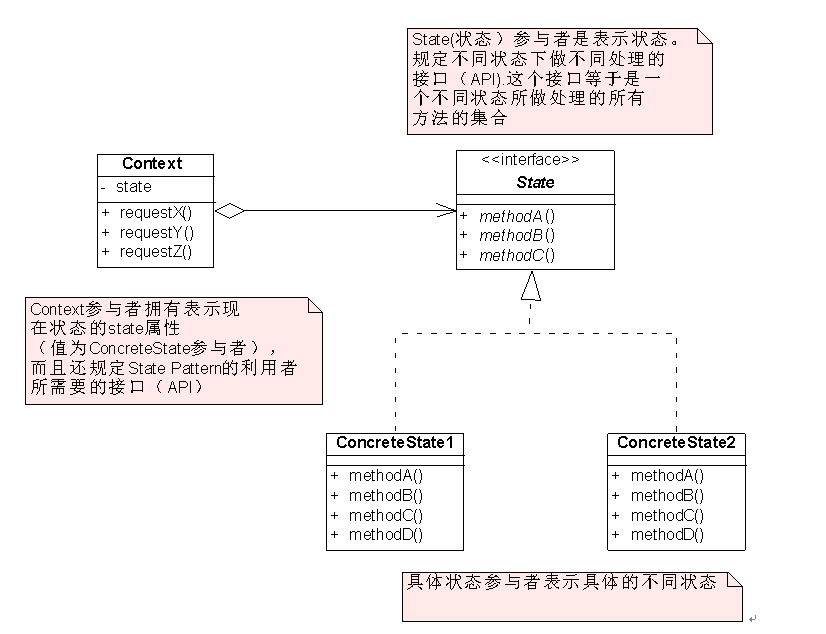 State(状态）参与者是表示状态。
规定不同状态下做不同处理的
接口（API).这个接口等于是一
个不同状态所做处理的所有
方法的集合
Context
- state
+ requestX()
+ requestY()
+ requestZ()
<<interface>>
State
+ methodA()
+ methodB()
+ methodC()
Context参与者拥有表示现
在状态的state属性
（值为ConcreteState参与者），
而且还规定State Pattern的利用者
所需要的接口（API）
ConcreteState1
+ methodA()
+ methodB()
+ methodC()
+ methodD()
ConcreteState2
+ methodA()
+ methodB()
+ methodC()
+ methodD()
具体状态参与者表示具体的不同状态